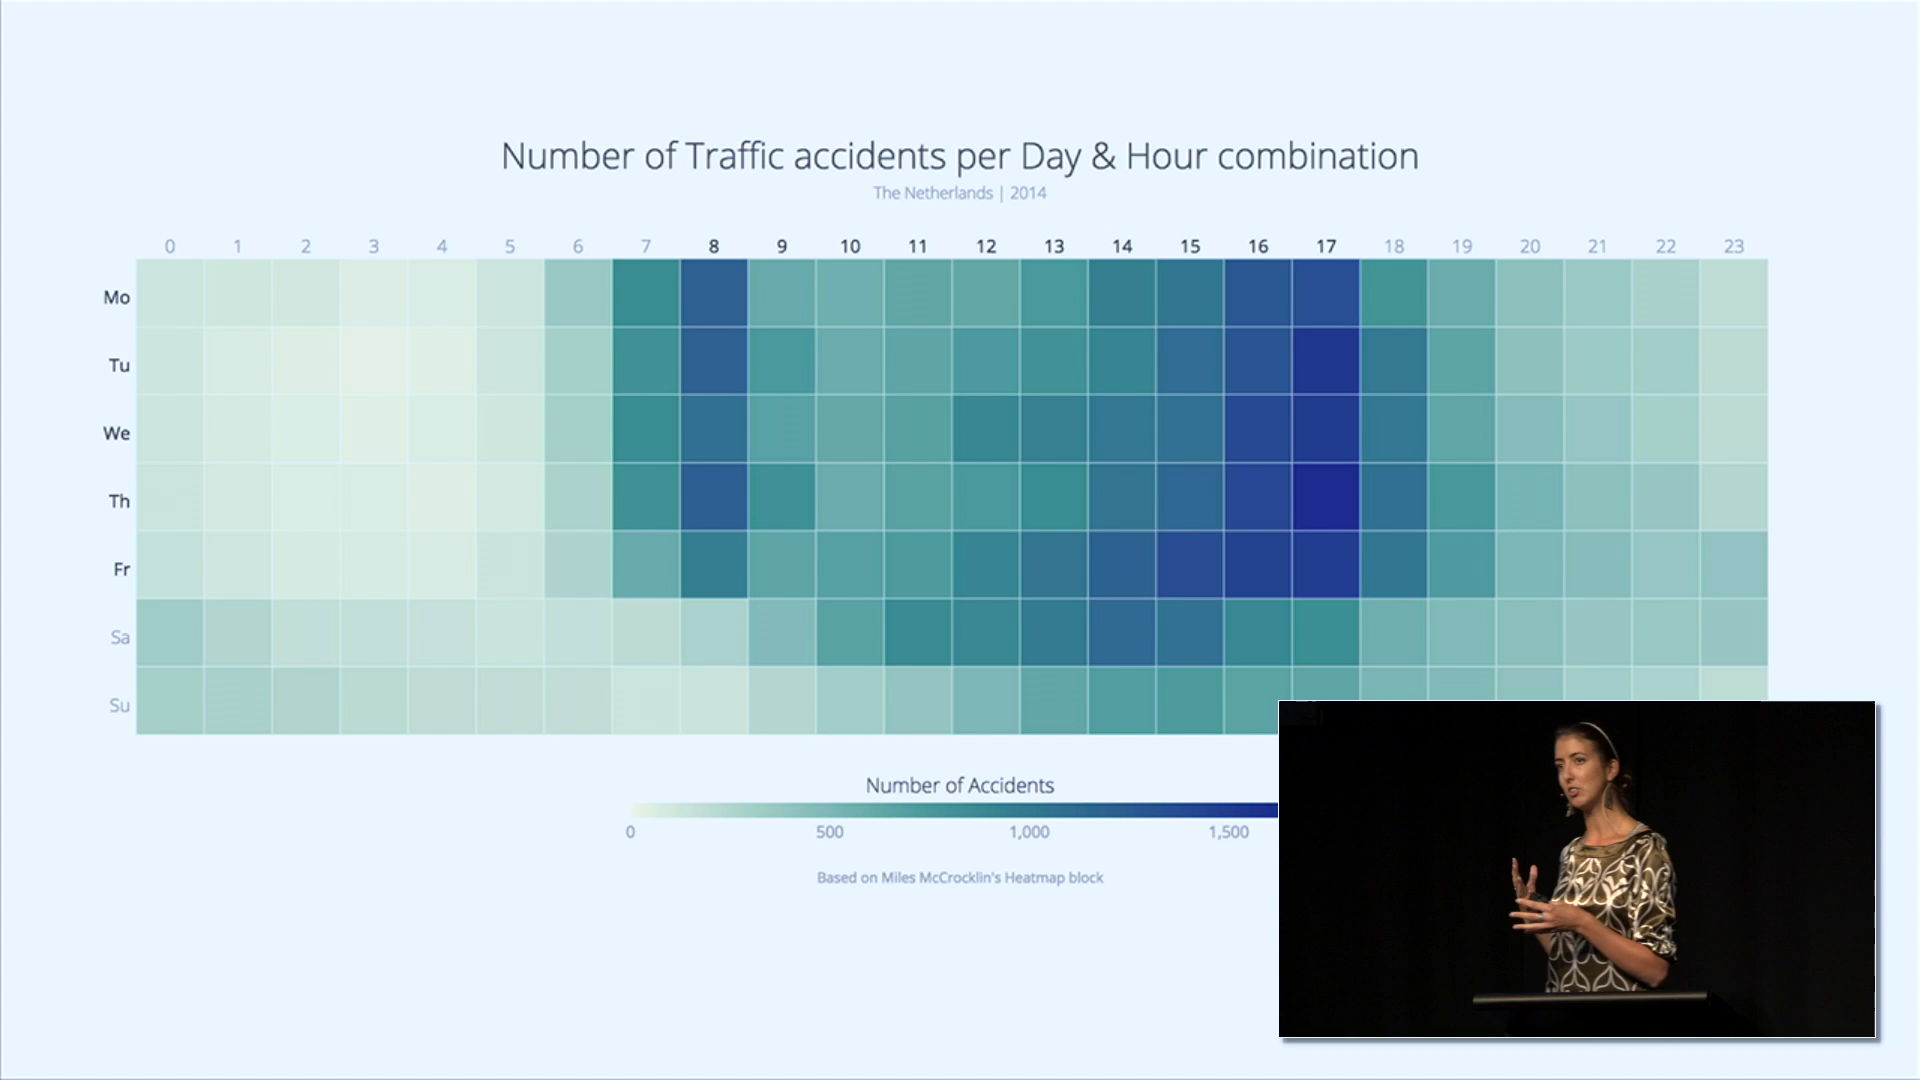 Number of Traffic accidents per Day & Hour combination
The Netherlands | 2014
0 1 2 3 4 5 6 7 8 9 10 11 12 13 14 15 16 17 18 19 20 21 22 23
Mo
Tu
We
Th
Fr
Sa
Su
Number of Accidents
0 500 1,000 1,500
Based on Miles McCrocklin's Heatmap block